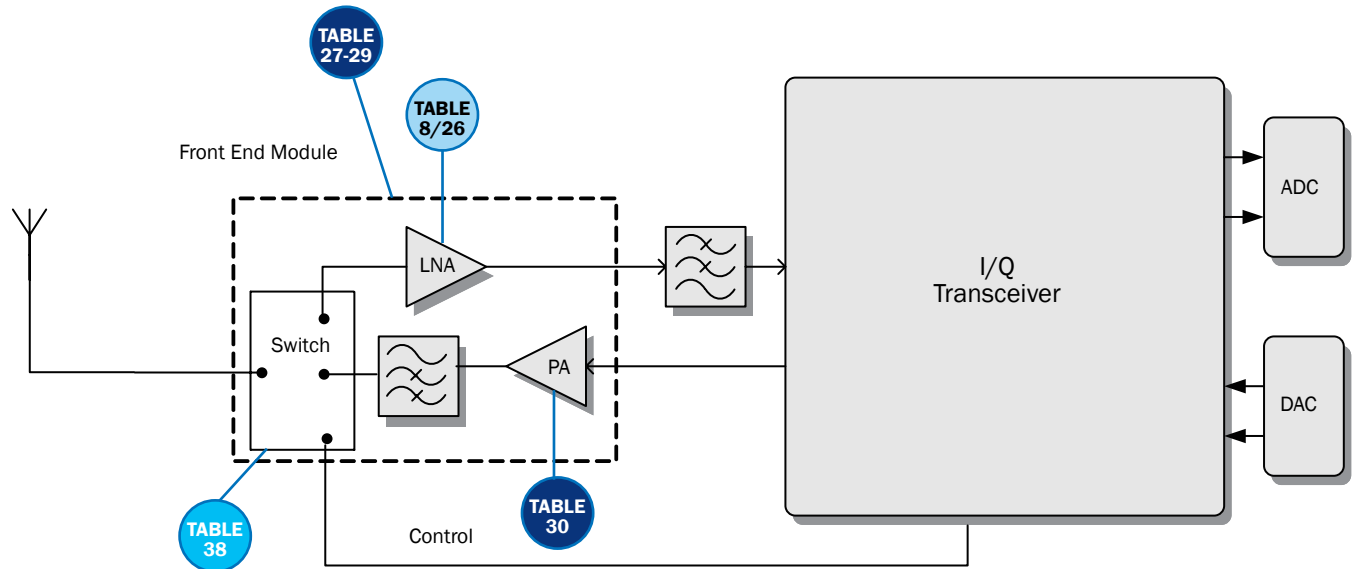 TABLE
27-29
TABLE
8/26
Front End Module
LNA
Switch
PA
I/Q
Transceiver
ADC
DAC
TABLE
38
TABLE
30
Control